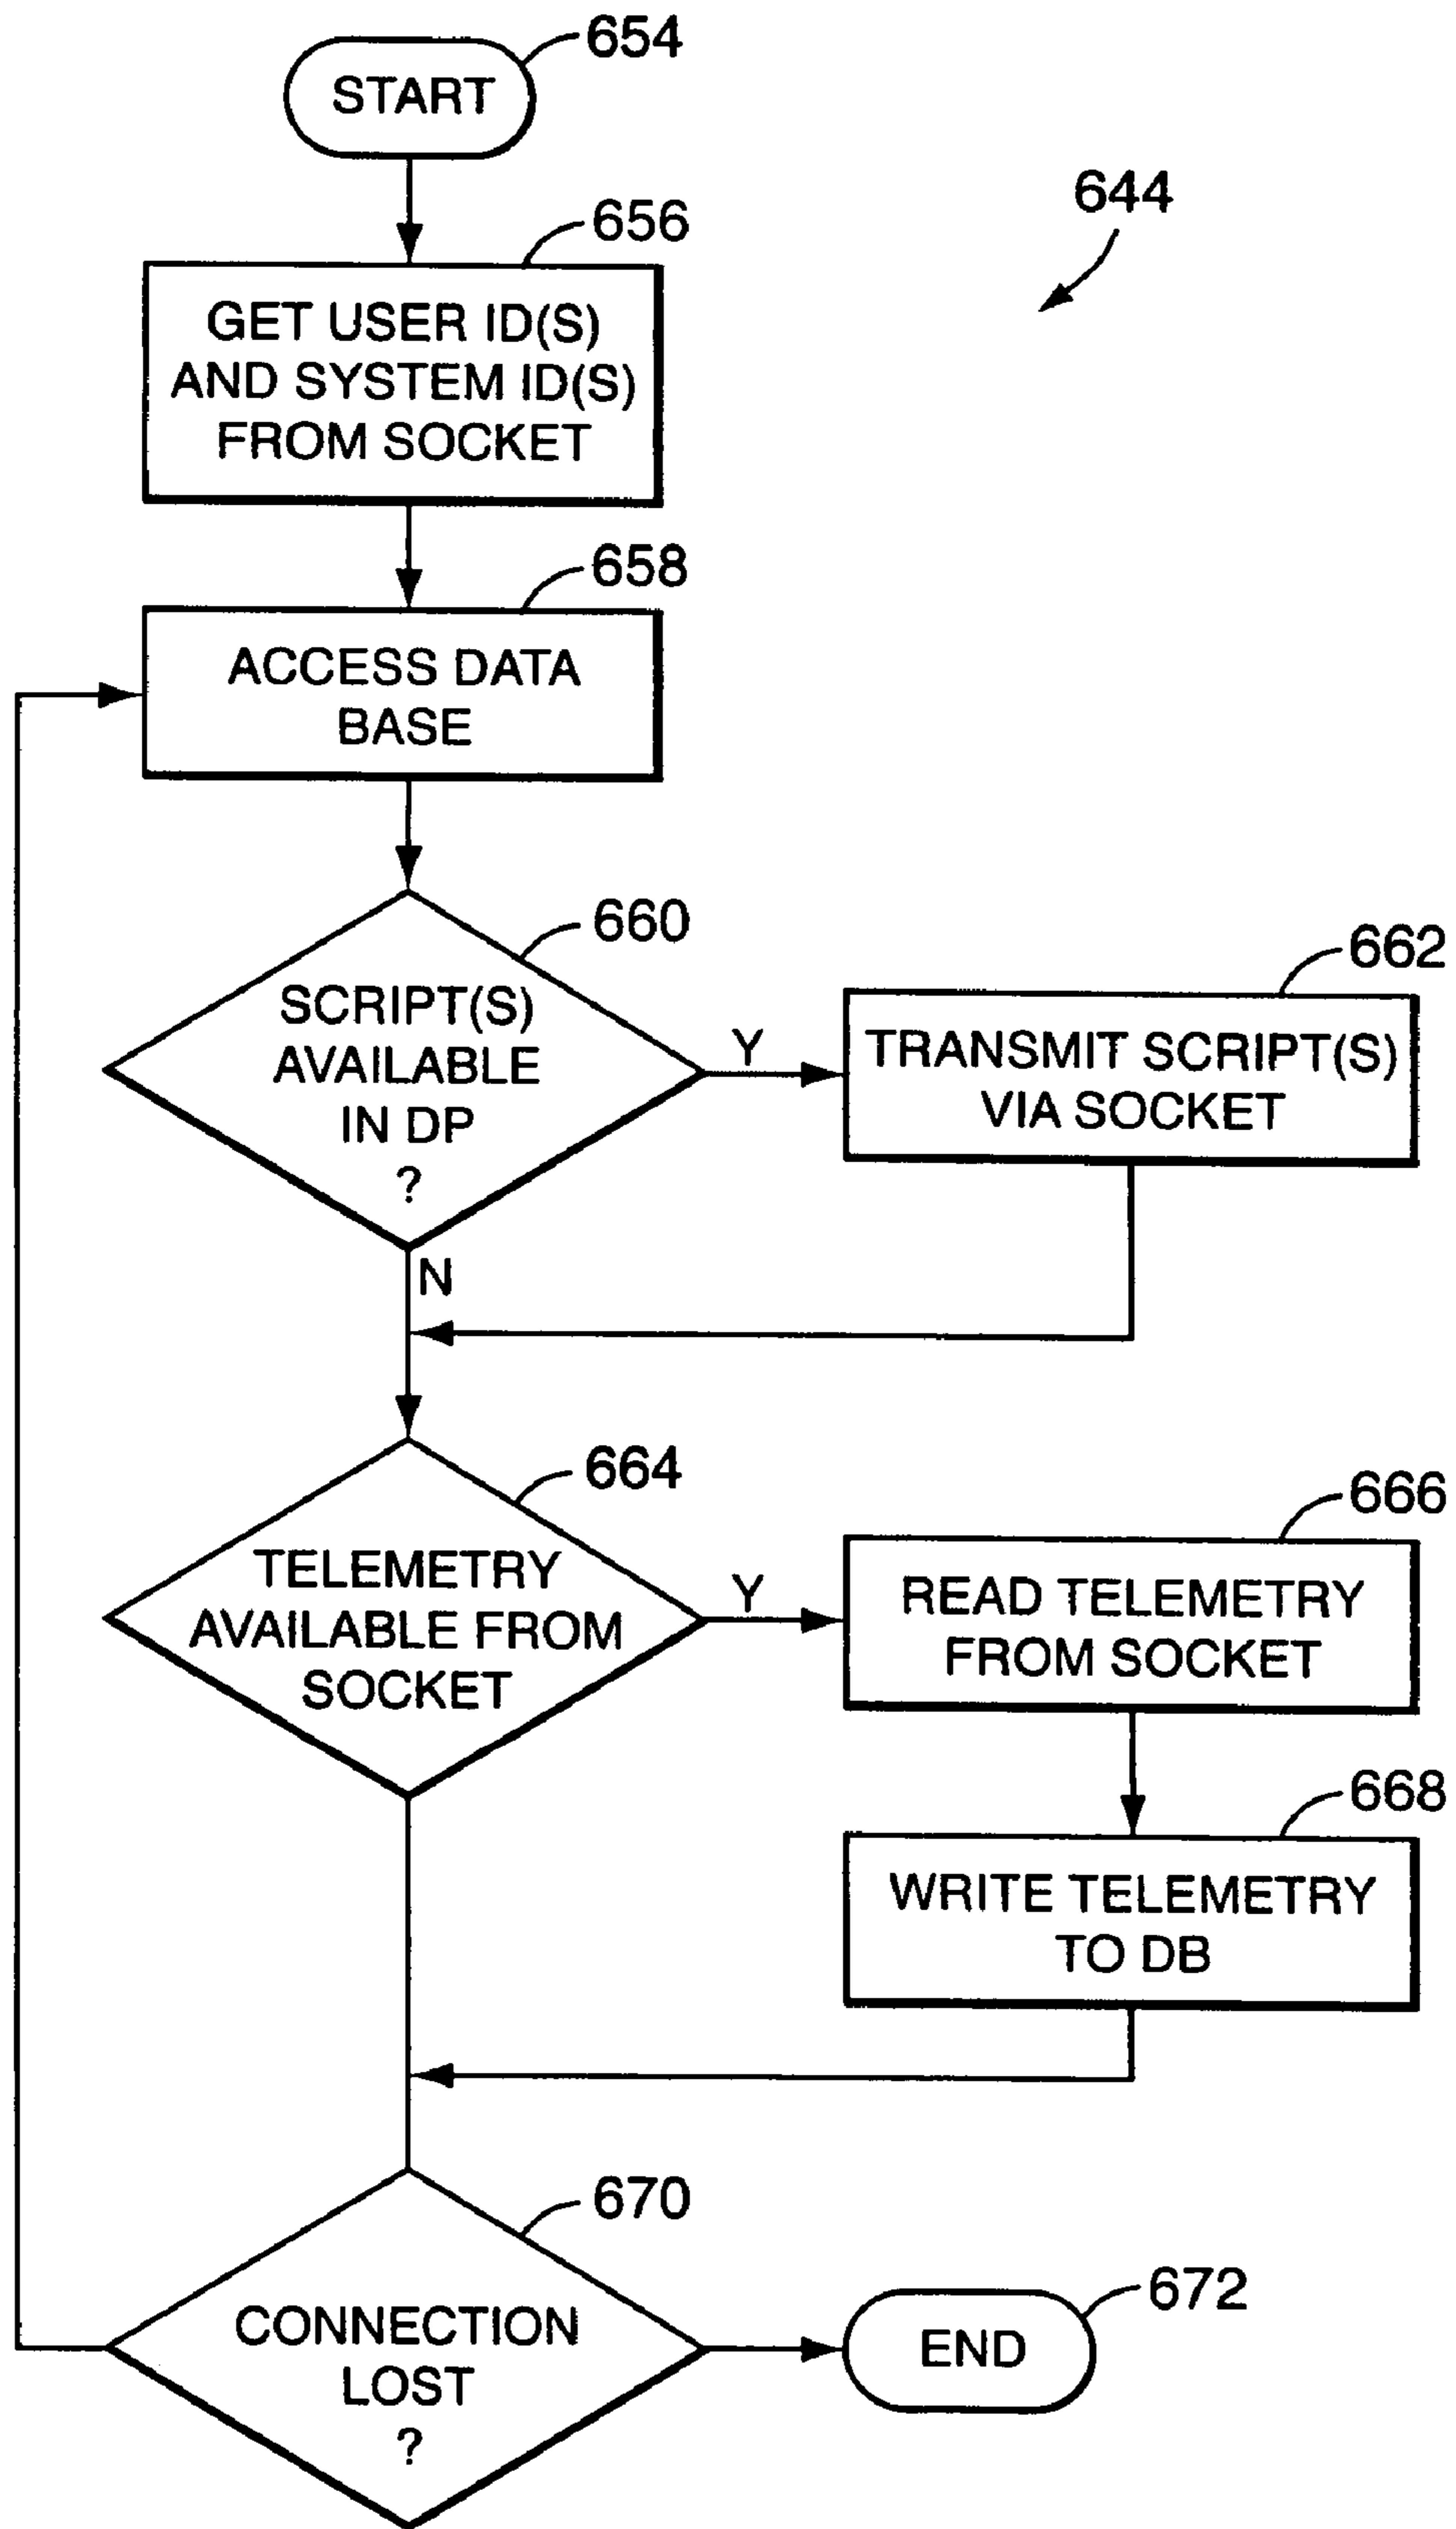 654
START
644
656
GET USER ID(S)
AND SYSTEM ID(S)
FROM SOCKET
658
ACCESS DATA
BASE
660
SCRIPT(S)
AVAILABLE
IN DP
?
Y
662
TRANSMIT SCRIPT(S)
VIA SOCKET
N
664
TELEMETRY
AVAILABLE FROM
SOCKET
Y
666
READ TELEMETRY
FROM SOCKET
668
WRITE TELEMETRY
TO DB
670
CONNECTION
LOST
?
672
END